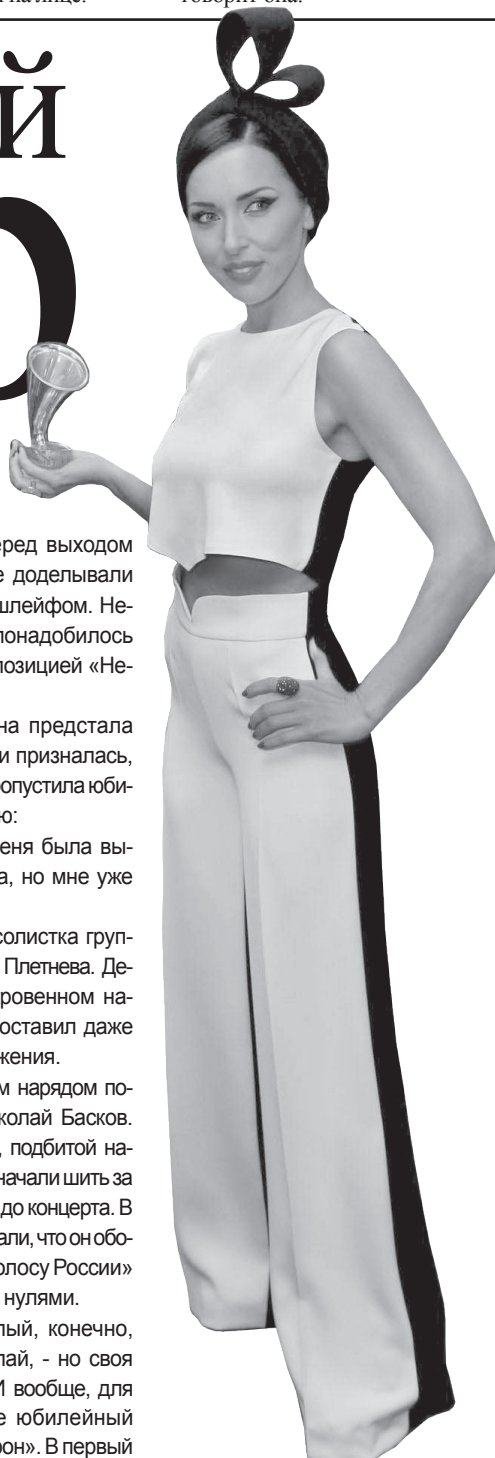 на лице.
говорит она.
й
еред выходом
е доделывали
шлейфом. Не-
понадобилось
позицией «Не-
на предстала
и призналась,
опустила юби-
ю:
еня была вы-
а, но мне уже
солистка груп-
Плетнева. Де-
кровенном на-
оставил даже
жения.
м нарядом по-
колай Басков.
, подбитой на-
начали шить за
до концерта. В
али, что он обо-
олосу России»
нулями.
лый, конечно,
лай, - но своя
И вообще, для
е юбилейный
рон». В первый